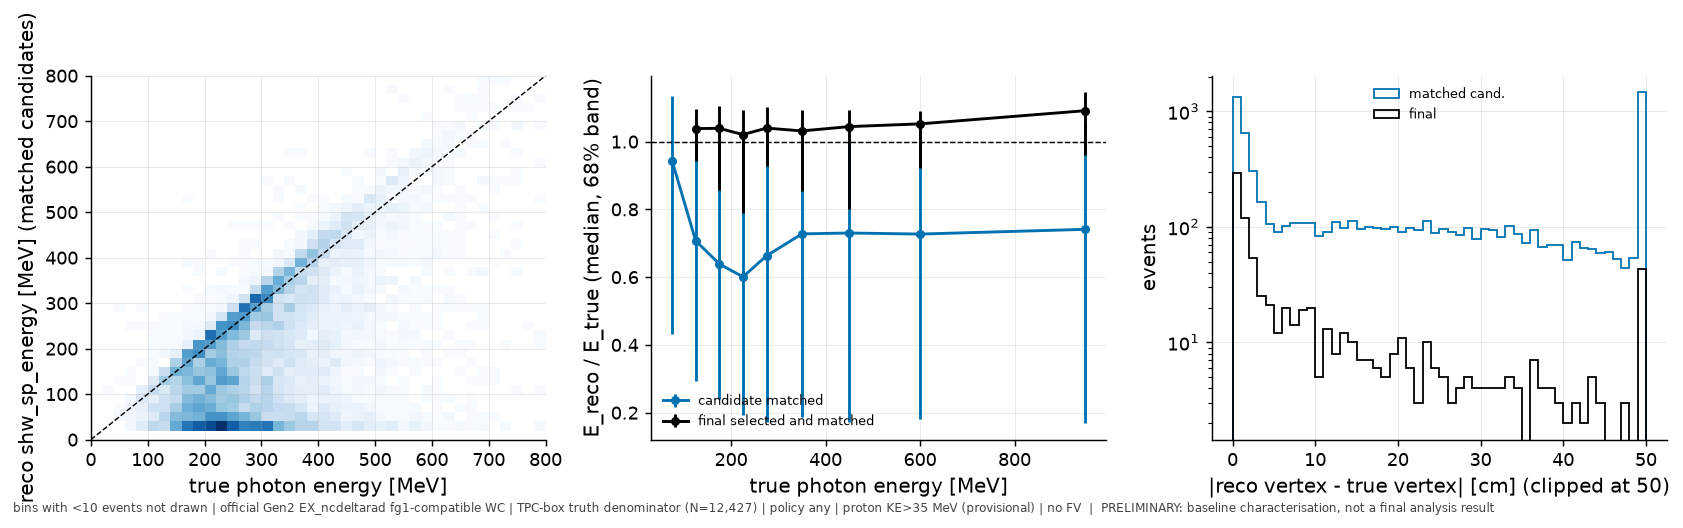 reco shw_sp_energy [MeV] (matched candidates)
800
700
600
500
400
300
200
100
0
0 100 200 300 400 500 600 700 800
true photon energy [MeV]
E_reco / E_true (median, 68% band)
1.0
0.8
0.6
0.4
0.2
candidate matched
final selected and matched
200 400 600 800
true photon energy [MeV]
events
10³
10²
10¹
matched cand.
final
0 10 20 30 40 50
|reco vertex - true vertex| [cm] (clipped at 50)
bins with <10 events not drawn | official Gen2 EX_ncdeltarad fg1-compatible WC | TPC-box truth denominator (N=12,427) | policy any | proton KE>35 MeV (provisional) | no FV | PRELIMINARY: baseline characterisation, not a final analysis result